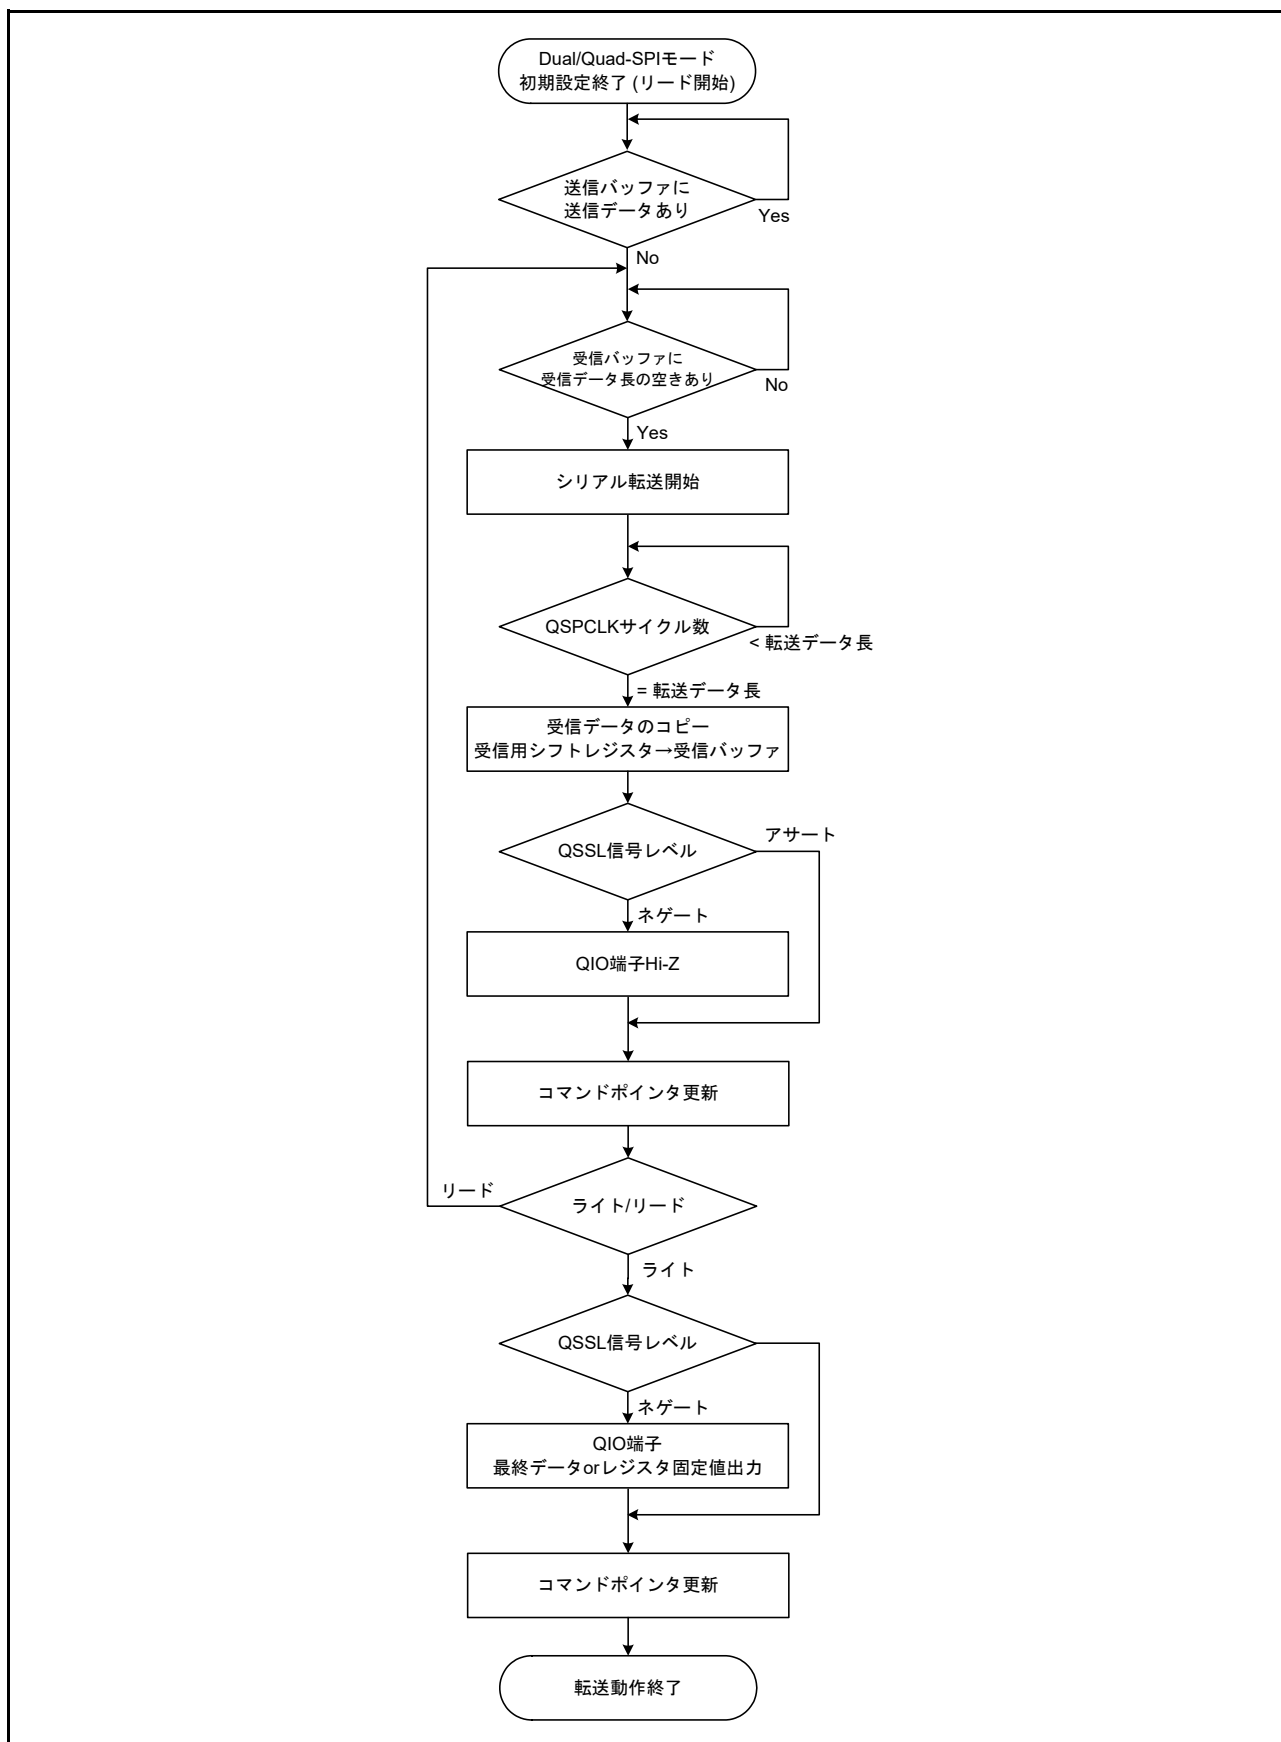 Dual/Quad-SPIモード
初期設定終了 (リード開始)
送信バッファに
送信データあり
Yes
No
受信バッファに
受信データ長の空きあり
No
Yes
シリアル転送開始
QSPCLKサイクル数
< 転送データ長
= 転送データ長
受信データのコピー
受信用シフトレジスタ→受信バッファ
アサート
QSSL信号レベル
ネゲート
QIO端子Hi-Z
コマンドポインタ更新
リード
ライト/リード
ライト
QSSL信号レベル
ネゲート
QIO端子
最終データorレジスタ固定値出力
コマンドポインタ更新
転送動作終了